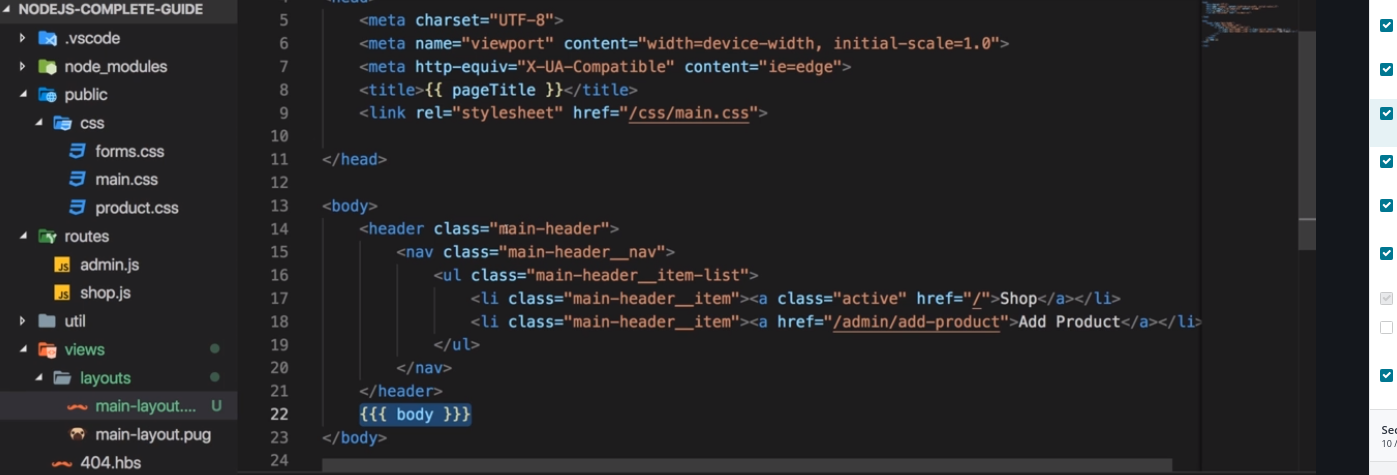 NODEJS-COMPLETE-GUIDE
.vscode
node_modules
public
css
forms.css
main.css
product.css
routes
admin.js
shop.js
util
views
layouts
main-layout.... U
main-layout.pug
404.hbs
5 <meta charset="UTF-8">
6 <meta name="viewport" content="width=device-width, initial-scale=1.0">
7 <meta http-equiv="X-UA-Compatible" content="ie=edge">
8 <title>{{ pageTitle }}</title>
9 <link rel="stylesheet" href="/css/main.css">
10
11 </head>
12
13 <body>
14 <header class="main-header">
15 <nav class="main-header__nav">
16 <ul class="main-header__item-list">
17 <li class="main-header__item"><a class="active" href="/">Shop</a></li>
18 <li class="main-header__item"><a href="/admin/add-product">Add Product</a></li>
19 </ul>
20 </nav>
21 </header>
22 {{{ body }}}
23 </body>
24
Sec
10 /